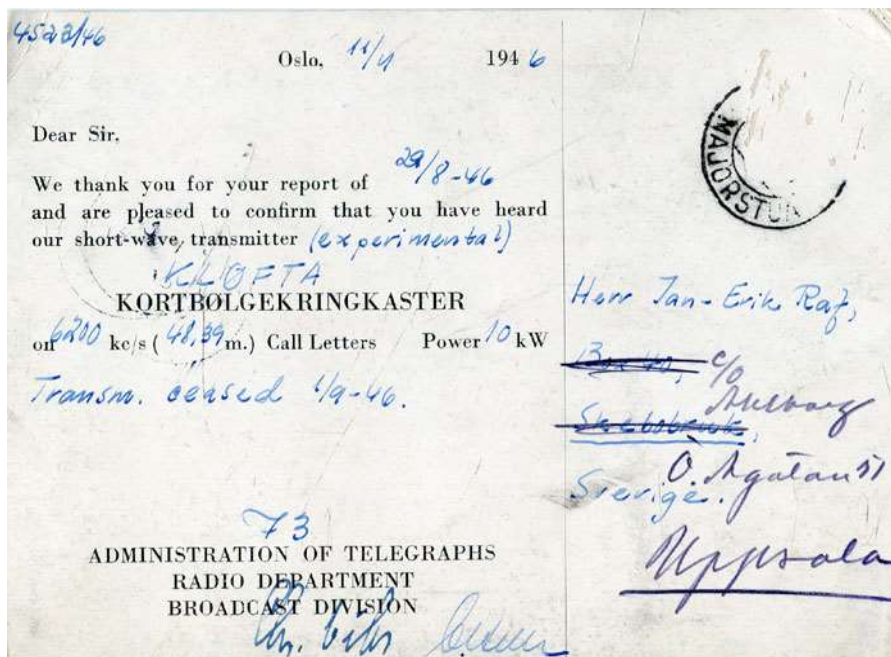 4523/46
Oslo, 11/11 1946
Dear Sir,
We thank you for your report of 29/8-46
and are pleased to confirm that you have heard
our short-wave transmitter (experimental)
KLØFTA
KORTBØLGEKRINGKASTER
on 6200 kc/s (48,39 m.) Call Letters Power 10 kW
Transm. ceased 1/9-46.
73
ADMINISTRATION OF TELEGRAPHS
RADIO DEPARTMENT
BROADCAST DIVISION
MAJORSTUA
Herr Jan-Erik Raf,
c/o
Sverige.
Uppsala